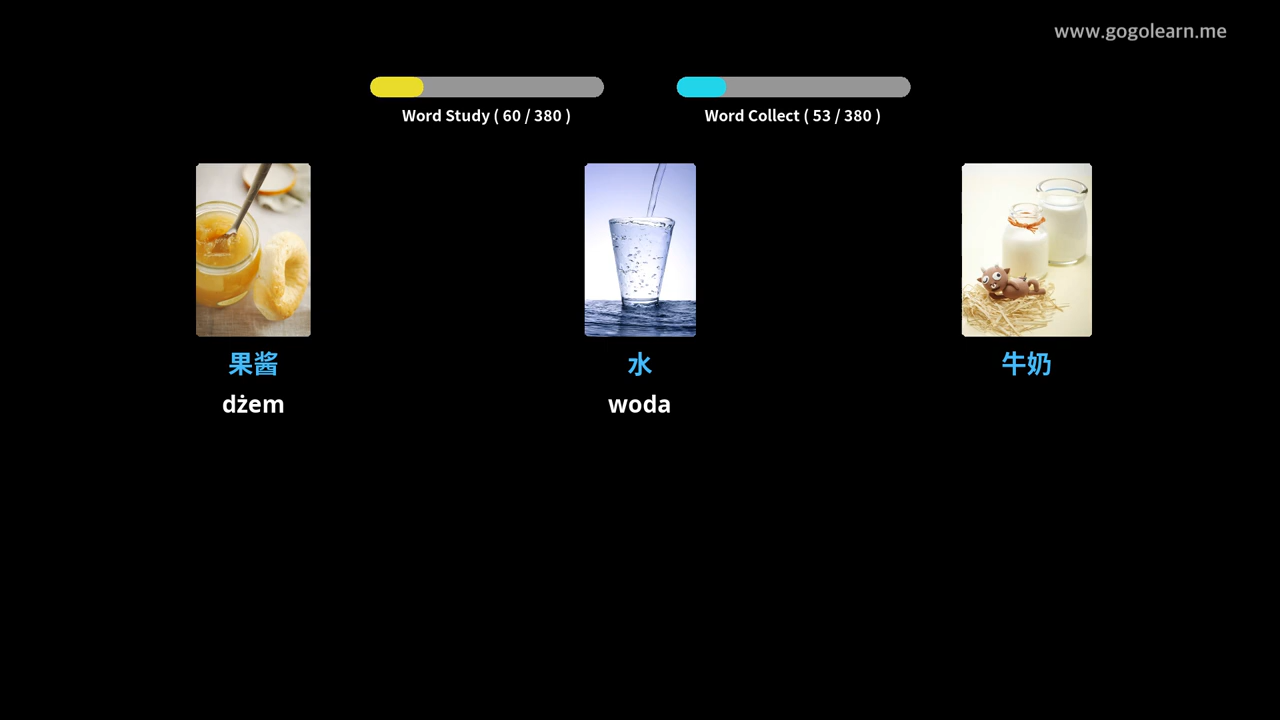 www.gogolearn.me
Word Study ( 60 / 380 )
Word Collect ( 53 / 380 )
果酱
水
牛奶
dżem
woda